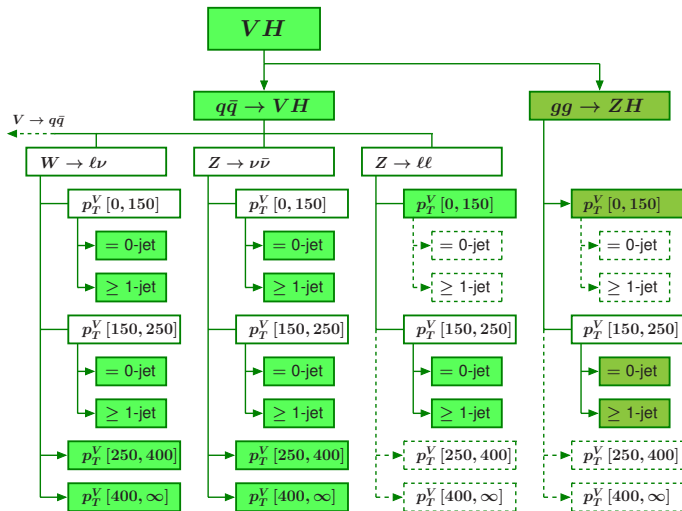 VH
qq̄ → VH
gg → ZH
V → qq̄
W → ℓν
Z → νν̄
Z → ℓℓ
p_T^V [0, 150]
p_T^V [0, 150]
p_T^V [0, 150]
p_T^V [0, 150]
= 0-jet
= 0-jet
= 0-jet
= 0-jet
≥ 1-jet
≥ 1-jet
≥ 1-jet
≥ 1-jet
p_T^V [150, 250]
p_T^V [150, 250]
p_T^V [150, 250]
p_T^V [150, 250]
= 0-jet
= 0-jet
= 0-jet
= 0-jet
≥ 1-jet
≥ 1-jet
≥ 1-jet
≥ 1-jet
p_T^V [250, 400]
p_T^V [250, 400]
p_T^V [250, 400]
p_T^V [250, 400]
p_T^V [400, ∞]
p_T^V [400, ∞]
p_T^V [400, ∞]
p_T^V [400, ∞]